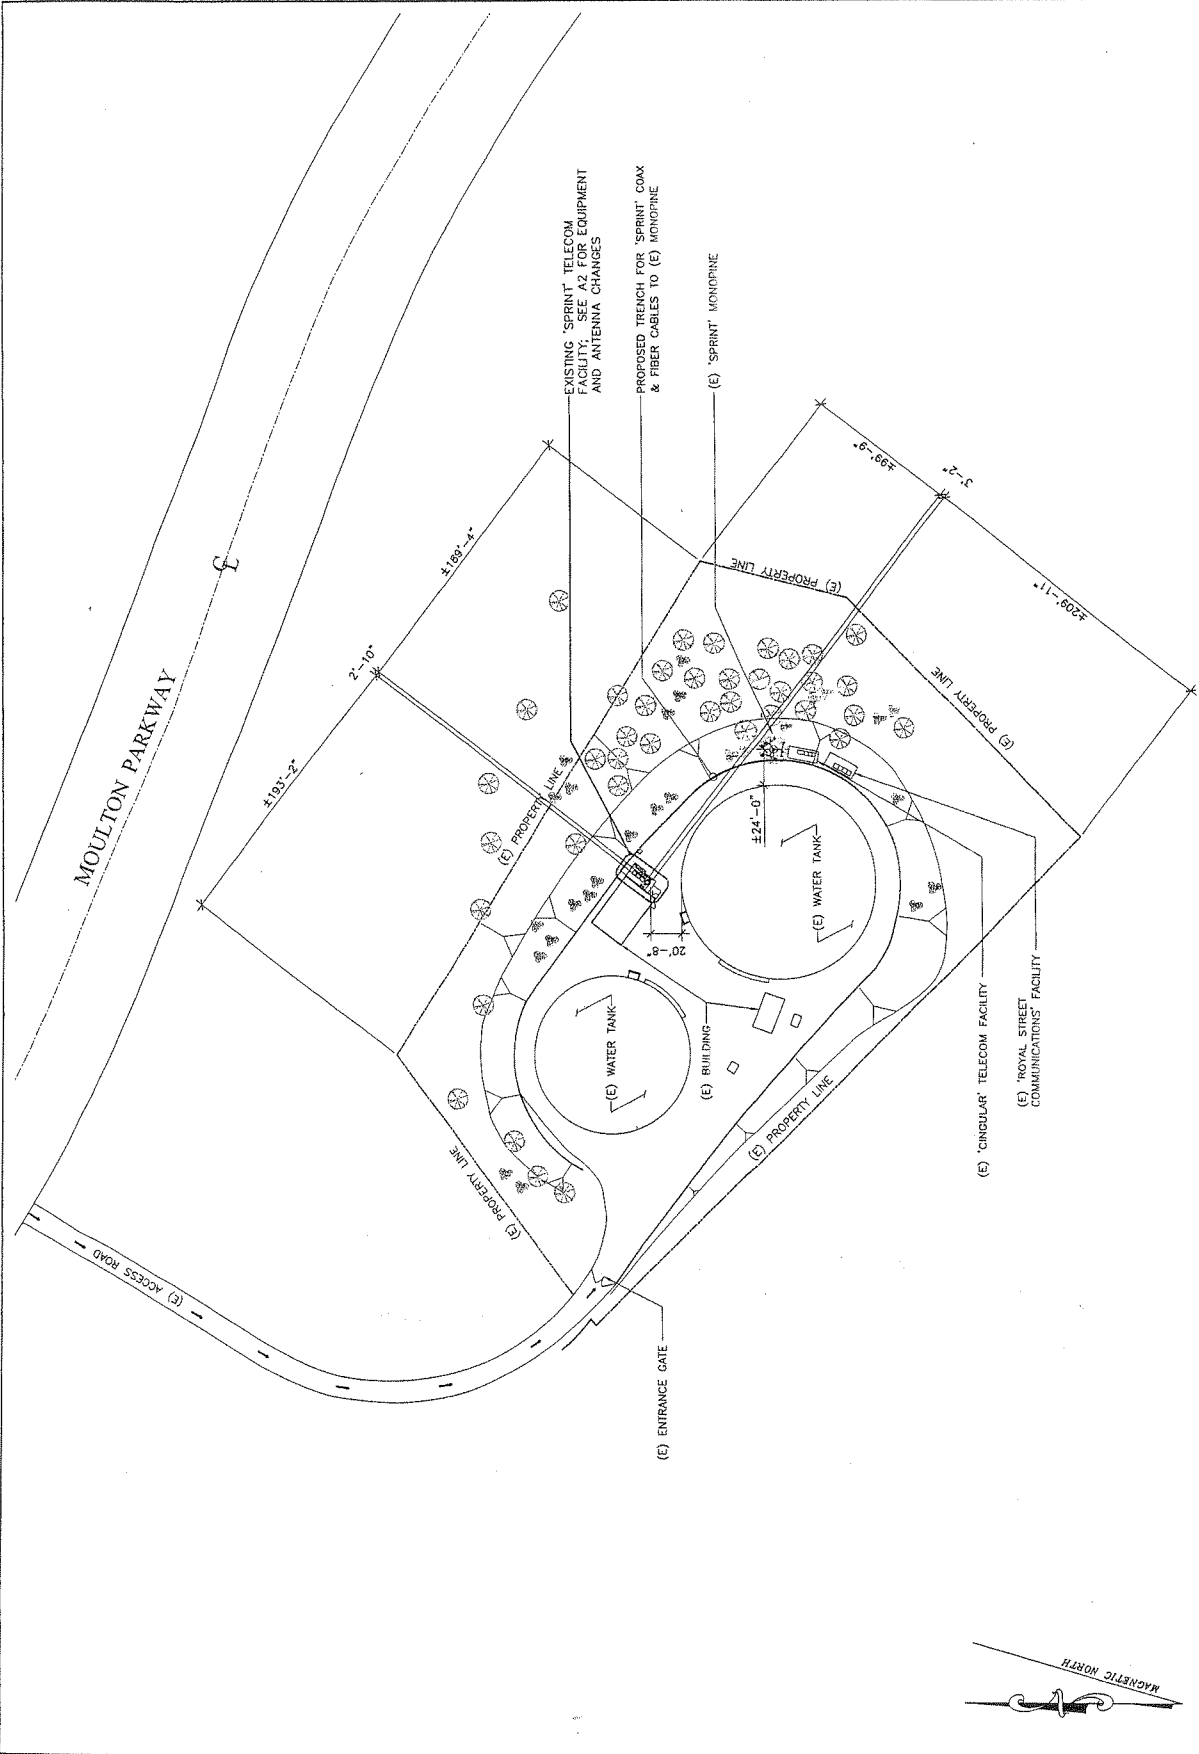 MOULTON PARKWAY
CL
EXISTING 'SPRINT' TELECOM
FACILITY; SEE A2 FOR EQUIPMENT
AND ANTENNA CHANGES
PROPOSED TRENCH FOR 'SPRINT' COAX
& FIBER CABLES TO (E) MONOPINE
(E) 'SPRINT' MONOPINE
±193'-2"
2'-10"
±189'-4"
±99'-9"
3'-2"
±209'-11"
(E) PROPERTY LINE
(E) PROPERTY LINE
(E) PROPERTY LINE
(E) PROPERTY LINE
(E) PROPERTY LINE
±24'-0"
20'-8"
(E) WATER TANK
(E) WATER TANK
(E) BUILDING
(E) 'CINGULAR' TELECOM FACILITY
(E) 'ROYAL STREET
COMMUNICATIONS' FACILITY
(E) ACCESS ROAD
(E) ENTRANCE GATE
MAGNETIC NORTH
N